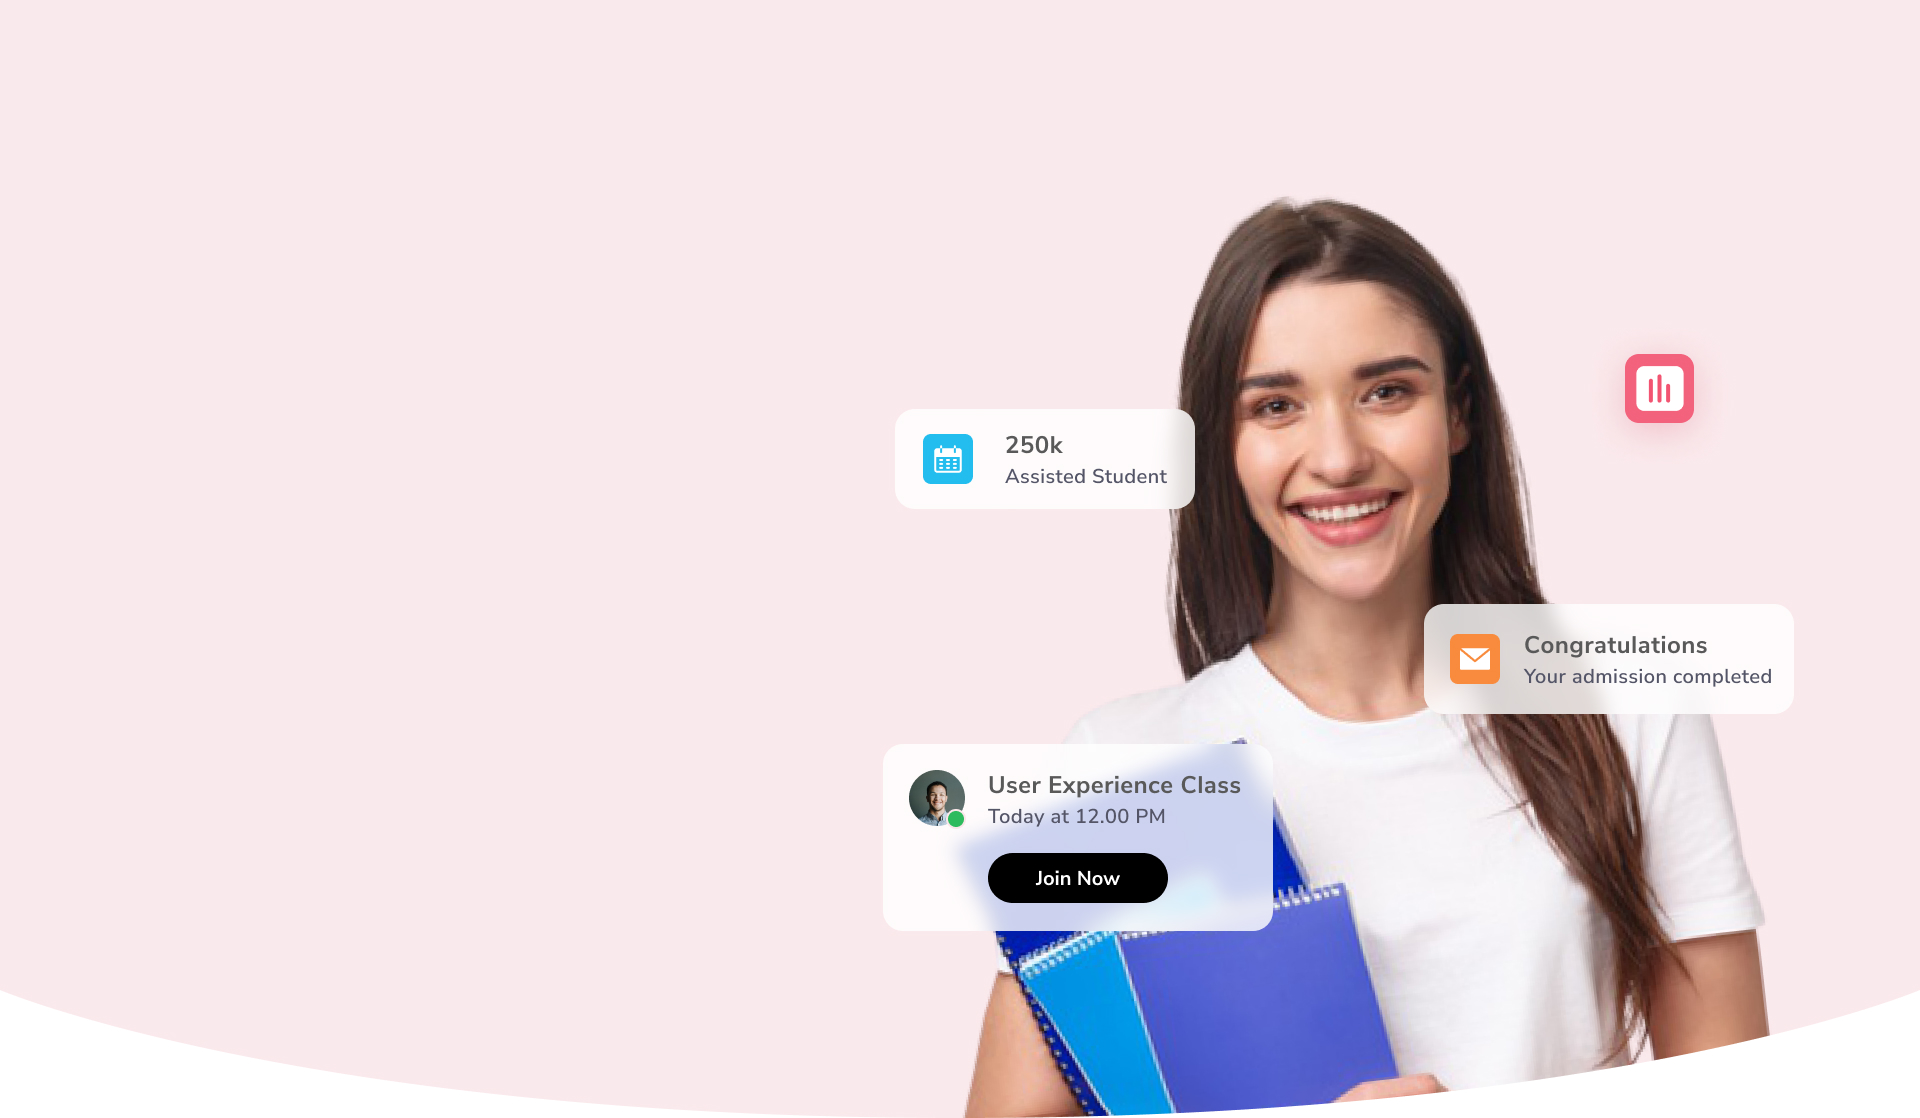 250k
Assisted Student
Congratulations
Your admission completed
User Experience Class
Today at 12.00 PM
Join Now